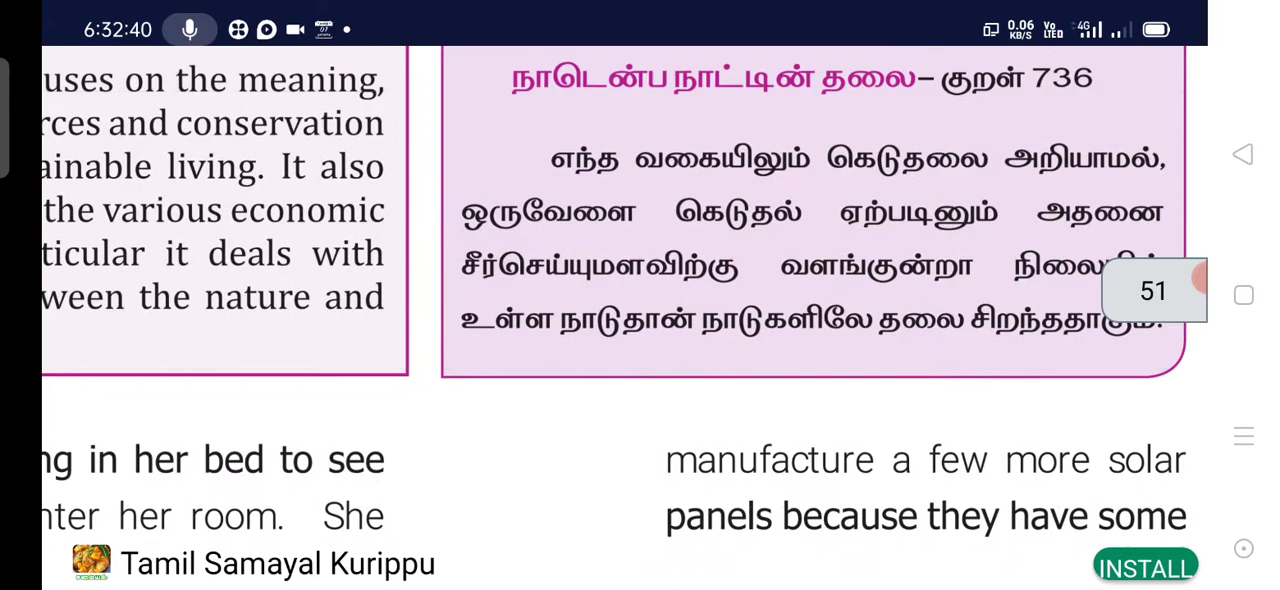 6:32:40
0.06 KB/S Vo LTED 4G
uses on the meaning,
rces and conservation
ainable living. It also
the various economic
ticular it deals with
ween the nature and
நாடென்ப நாட்டின் தலை– குறள் 736
எந்த வகையிலும் கெடுதலை அறியாமல்,
ஒருவேளை கெடுதல் ஏற்படினும் அதனை
சீர்செய்யுமளவிற்கு வளங்குன்றா
உள்ள நாடுதான் நாடுகளிலே தலை சிறந்ததாகும்.
51
ng in her bed to see
nter her room. She
manufacture a few more solar
panels because they have some
Tamil Samayal Kurippu
INSTALL